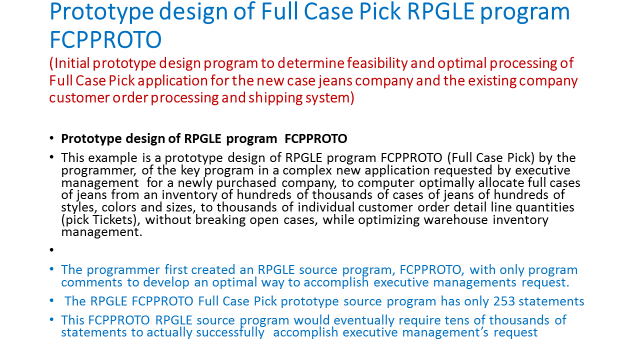 Prototype design of Full Case Pick RPGLE program
FCPPROTO
(Initial prototype design program to determine feasibility and optimal processing of
Full Case Pick application for the new case jeans company and the existing company
customer order processing and shipping system)
• Prototype design of RPGLE program FCPPROTO
• This example is a prototype design of RPGLE program FCPPROTO (Full Case Pick) by the
programmer, of the key program in a complex new application requested by executive
management for a newly purchased company, to computer optimally allocate full cases
of jeans from an inventory of hundreds of thousands of cases of jeans of hundreds of
styles, colors and sizes, to thousands of individual customer order detail line quantities
(pick Tickets), without breaking open cases, while optimizing warehouse inventory
management.
•
• The programmer first created an RPGLE source program, FCPPROTO, with only program
comments to develop an optimal way to accomplish executive managements request.
• The RPGLE FCPPROTO Full Case Pick prototype source program has only 253 statements
• This FCPPROTO RPGLE source program would eventually require tens of thousands of
statements to actually successfully accomplish executive management's request